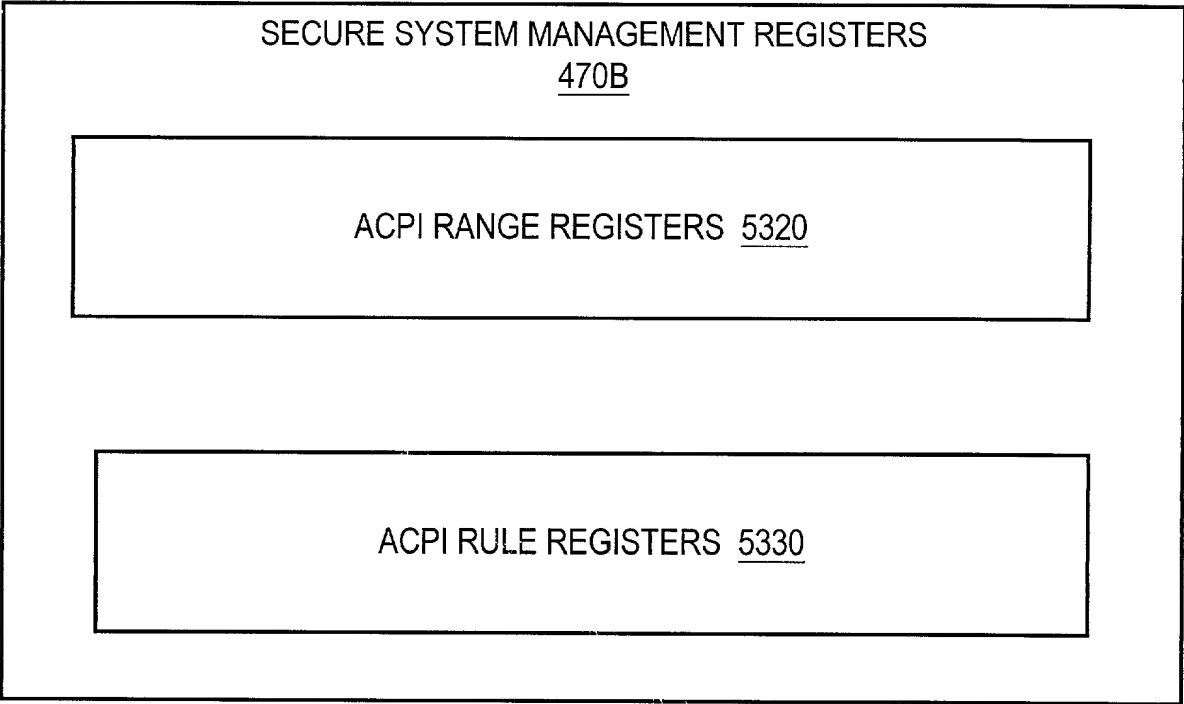 SECURE SYSTEM MANAGEMENT REGISTERS
470B
ACPI RANGE REGISTERS 5320
ACPI RULE REGISTERS 5330